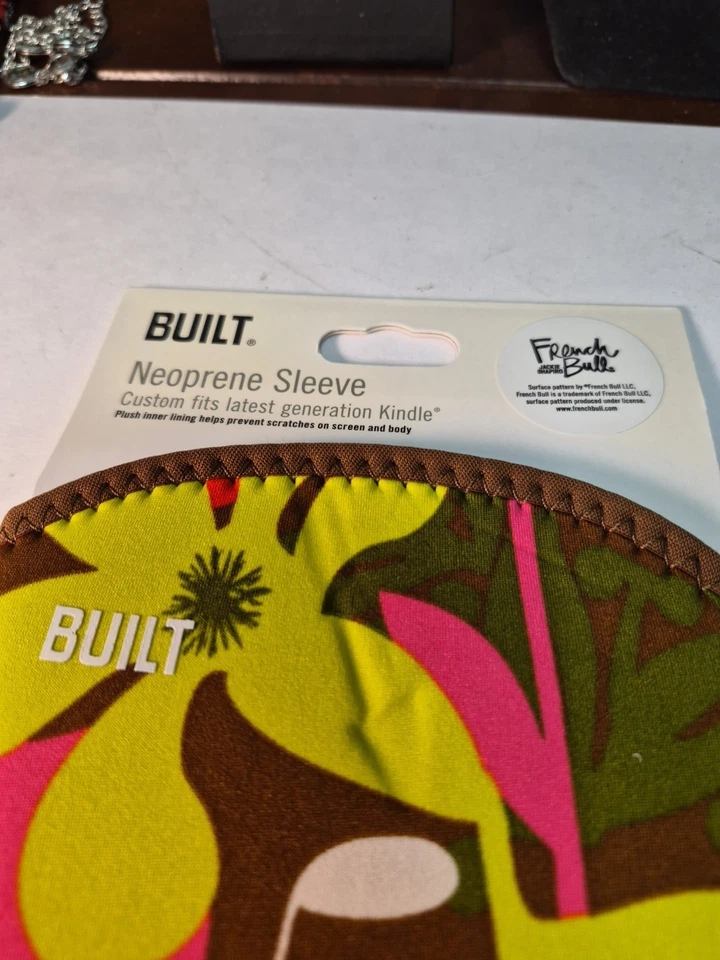 BUILT®
Neoprene Sleeve
Custom fits latest generation Kindle®
Plush inner lining helps prevent scratches on screen and body
French
JACKIE
SHAPIRO
Bull
Surface pattern by ©French Bull LLC,
French Bull is a trademark of French Bull LLC,
surface pattern produced under license.
www.frenchbull.com
BUILT